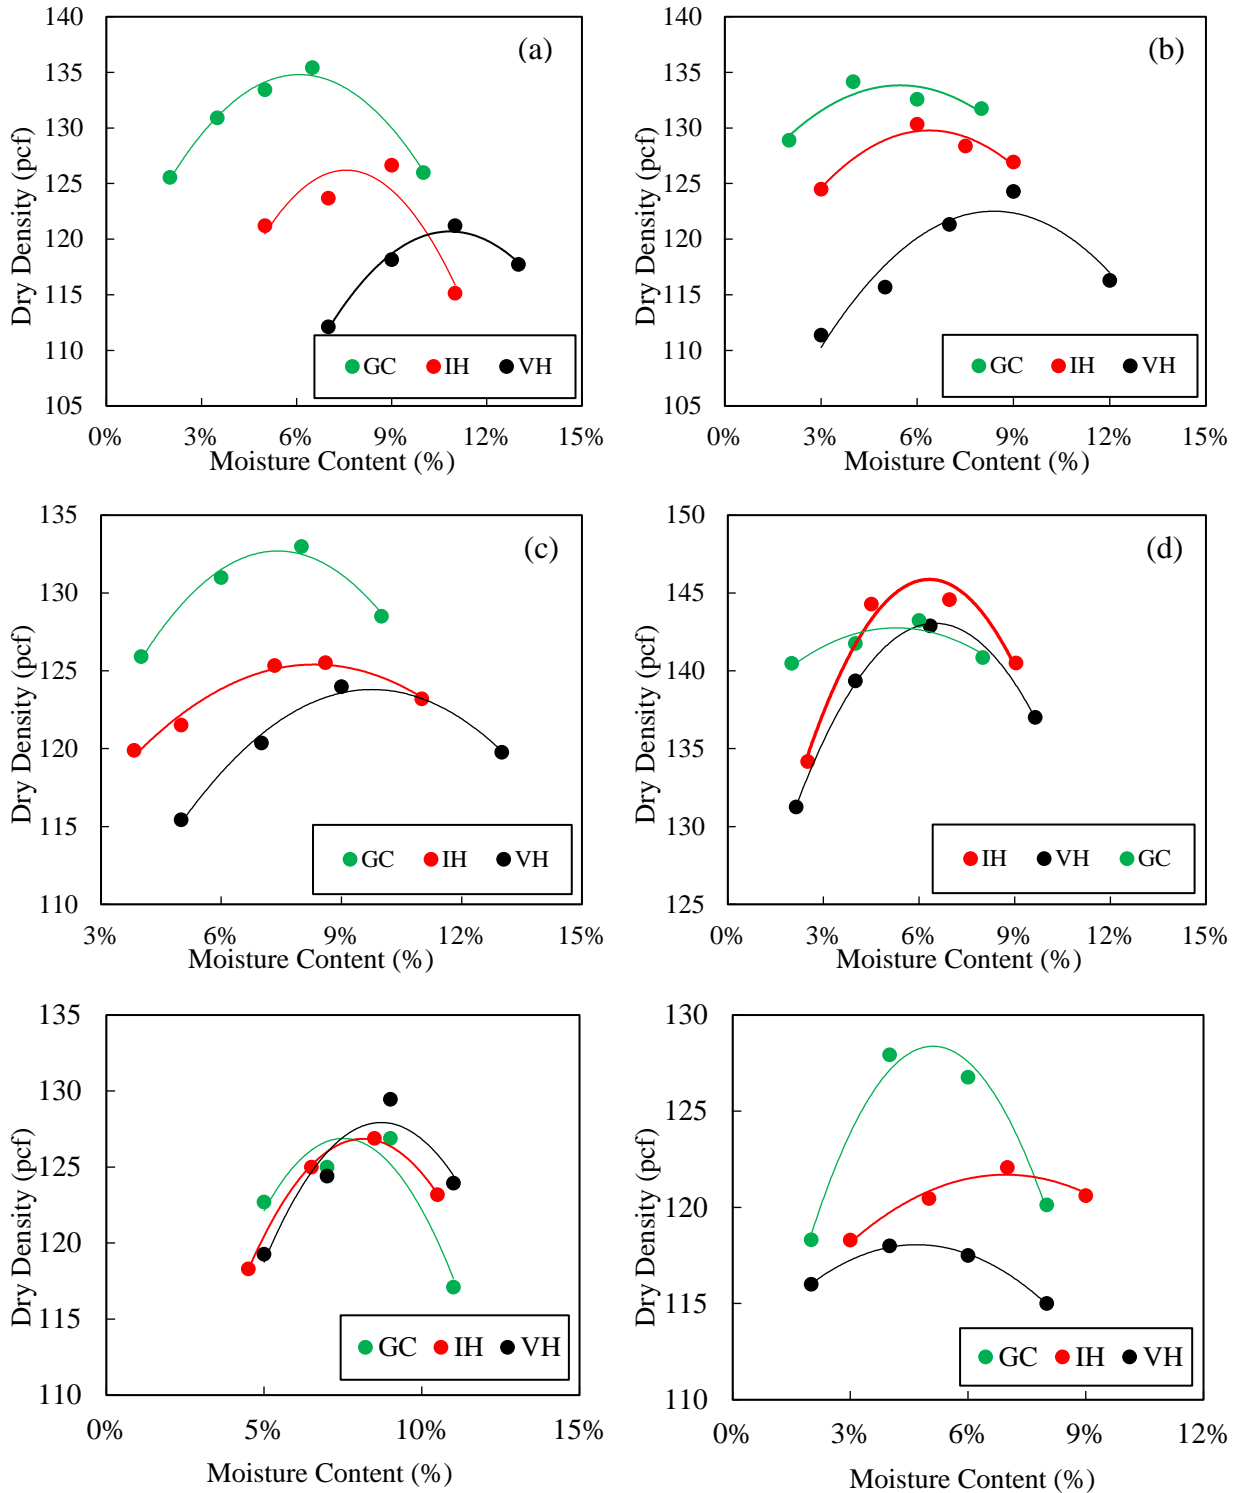 140
135
130
125
120
115
110
105
Dry Density (pcf)
(a)
GC IH VH
0% 3% 6% 9% 12% 15%
Moisture Content (%)
140
135
130
125
120
115
110
105
Dry Density (pcf)
(b)
GC IH VH
0% 3% 6% 9% 12% 15%
Moisture Content (%)
135
130
125
120
115
110
Dry Density (pcf)
(c)
GC IH VH
3% 6% 9% 12% 15%
Moisture Content (%)
150
145
140
135
130
125
Dry Density (pcf)
(d)
IH VH GC
0% 3% 6% 9% 12% 15%
Moisture Content (%)
135
130
125
120
115
110
Dry Density (pcf)
GC IH VH
0% 5% 10% 15%
Moisture Content (%)
130
125
120
115
110
Dry Density (pcf)
GC IH VH
0% 3% 6% 9% 12%
Moisture Content (%)